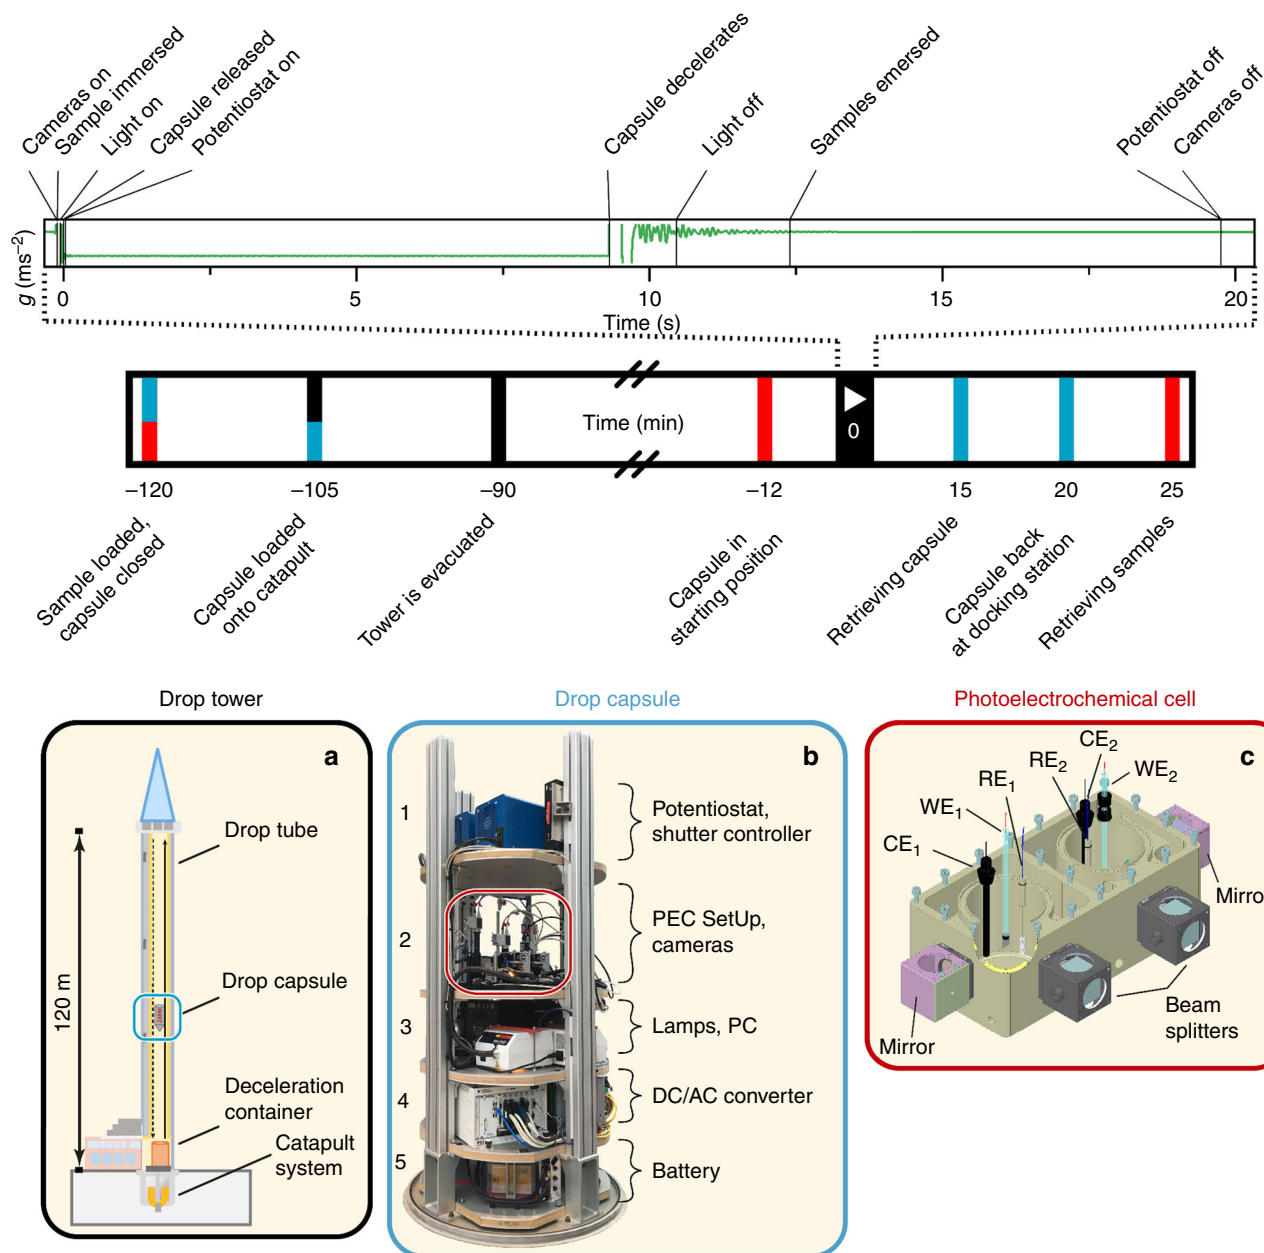 Cameras on
Sample immersed
Light on
Capsule released
Potentiostat on
Capsule decelerates
Light off
Samples emersed
Potentiostat off
Cameras off
g (ms⁻²)
0
5
10
15
20
Time (s)
Time (min)
0
–120
–105
–90
–12
15
20
25
Sample loaded,
capsule closed
Capsule loaded
onto catapult
Tower is evacuated
Capsule in
starting position
Retrieving capsule
Capsule back
at docking station
Retrieving samples
Drop tower
a
Drop tube
Drop capsule
120 m
Deceleration
container
Catapult
system
Drop capsule
b
1
Potentiostat,
shutter controller
2
PEC SetUp,
cameras
3
Lamps, PC
4
DC/AC converter
5
Battery
Photoelectrochemical cell
c
CE₂
RE₂
WE₂
RE₁
WE₁
CE₁
Mirror
Beam
splitters
Mirror